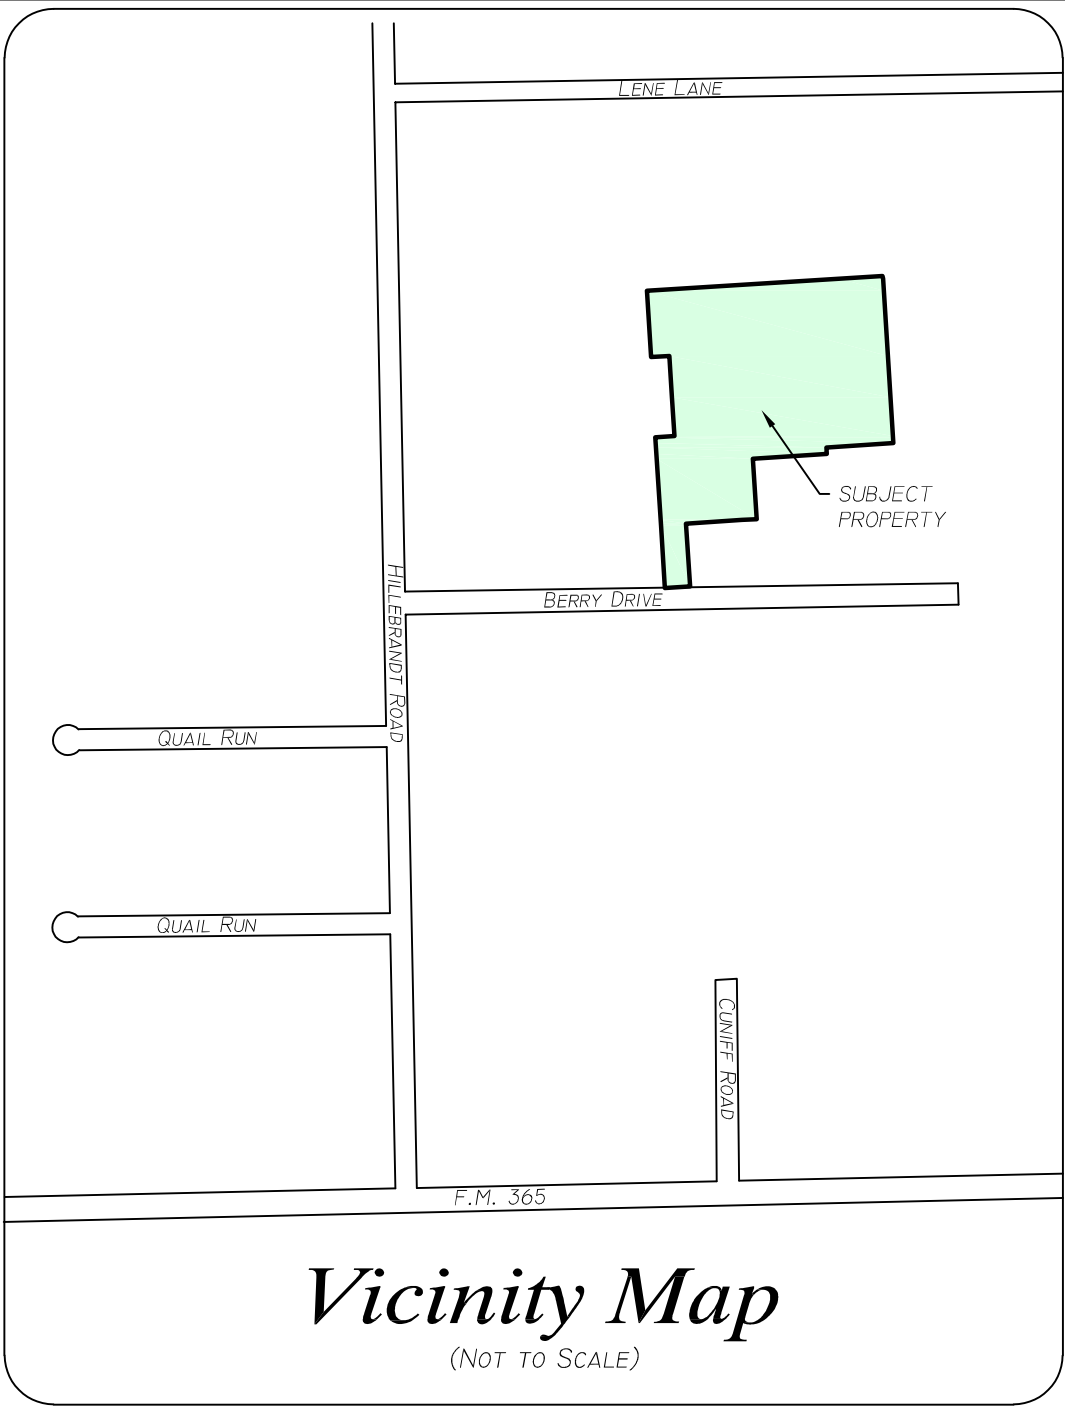 LENE LANE
SUBJECT
PROPERTY
BERRY DRIVE
HILLEBRANDT ROAD
QUAIL RUN
QUAIL RUN
CUNIFF ROAD
F.M. 365
Vicinity Map
(NOT TO SCALE)